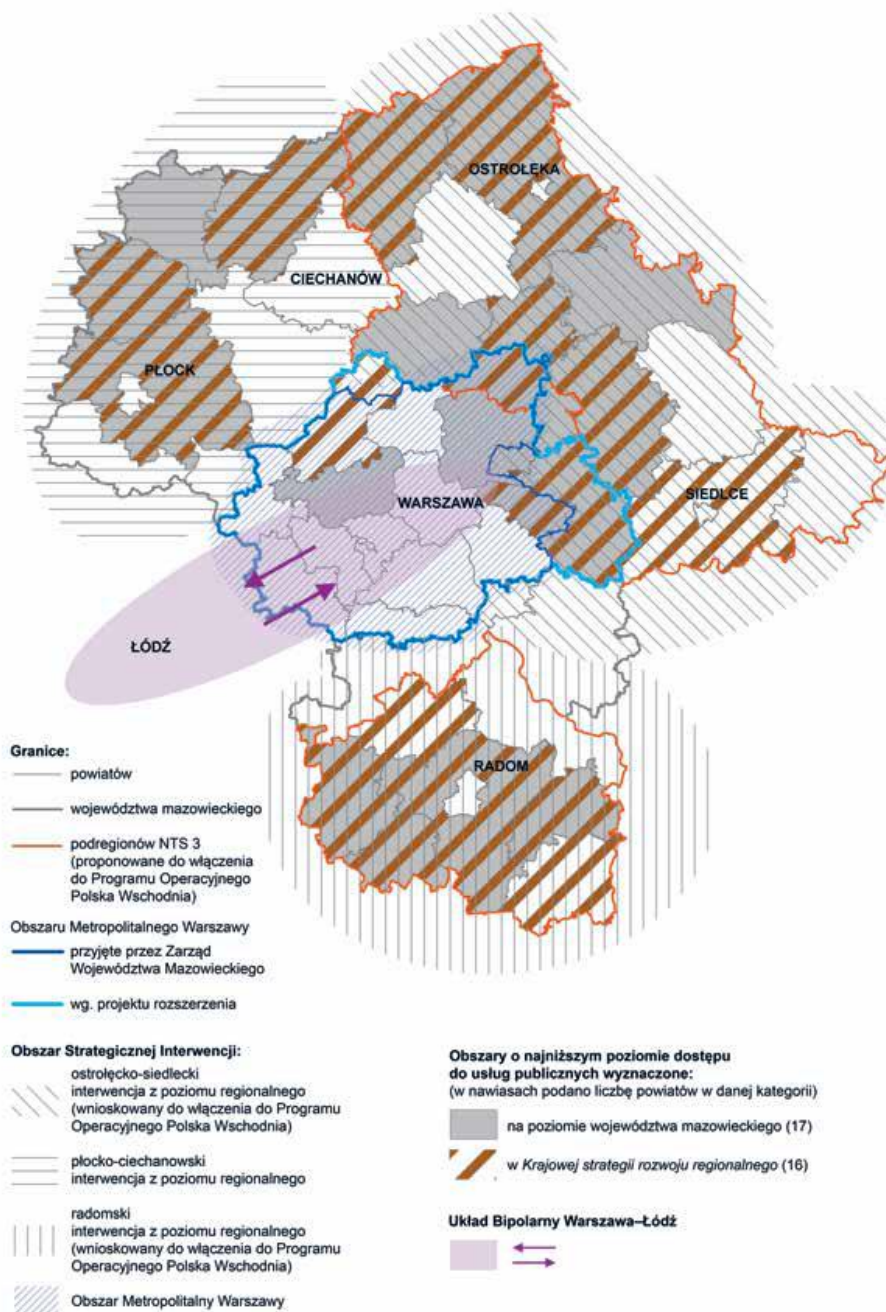 OSTROŁĘKA
CIECHANÓW
PŁOCK
WARSZAWA
SIEDLCE
ŁÓDŹ
RADOM
Granice:
powiatów
województwa mazowieckiego
podregionów NTS 3
(proponowane do włączenia
do Programu Operacyjnego
Polska Wschodnia)
Obszaru Metropolitalnego Warszawy
przyjęte przez Zarząd
Województwa Mazowieckiego
wg. projektu rozszerzenia
Obszar Strategicznej Interwencji:
ostrołęcko-siedlecki
interwencja z poziomu regionalnego
(wnioskowany do włączenia do Programu
Operacyjnego Polska Wschodnia)
płocko-ciechanowski
interwencja z poziomu regionalnego
radomski
interwencja z poziomu regionalnego
(wnioskowany do włączenia do Programu
Operacyjnego Polska Wschodnia)
Obszar Metropolitalny Warszawy
Obszary o najniższym poziomie dostępu
do usług publicznych wyznaczone:
(w nawiasach podano liczbę powiatów w danej kategorii)
na poziomie województwa mazowieckiego (17)
w Krajowej strategii rozwoju regionalnego (16)
Układ Bipolarny Warszawa–Łódź